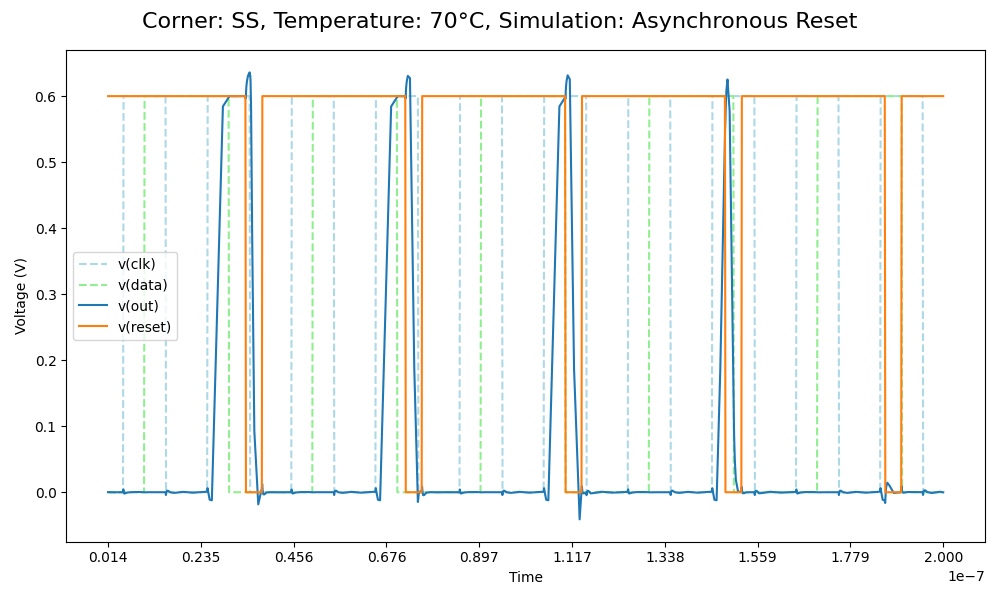 Corner: SS, Temperature: 70°C, Simulation: Asynchronous Reset
Voltage (V)
0.6
0.5
0.4
0.3
0.2
0.1
0.0
v(clk)
v(data)
v(out)
v(reset)
0.014 0.235 0.456 0.676 0.897 1.117 1.338 1.559 1.779 2.000
Time
1e−7